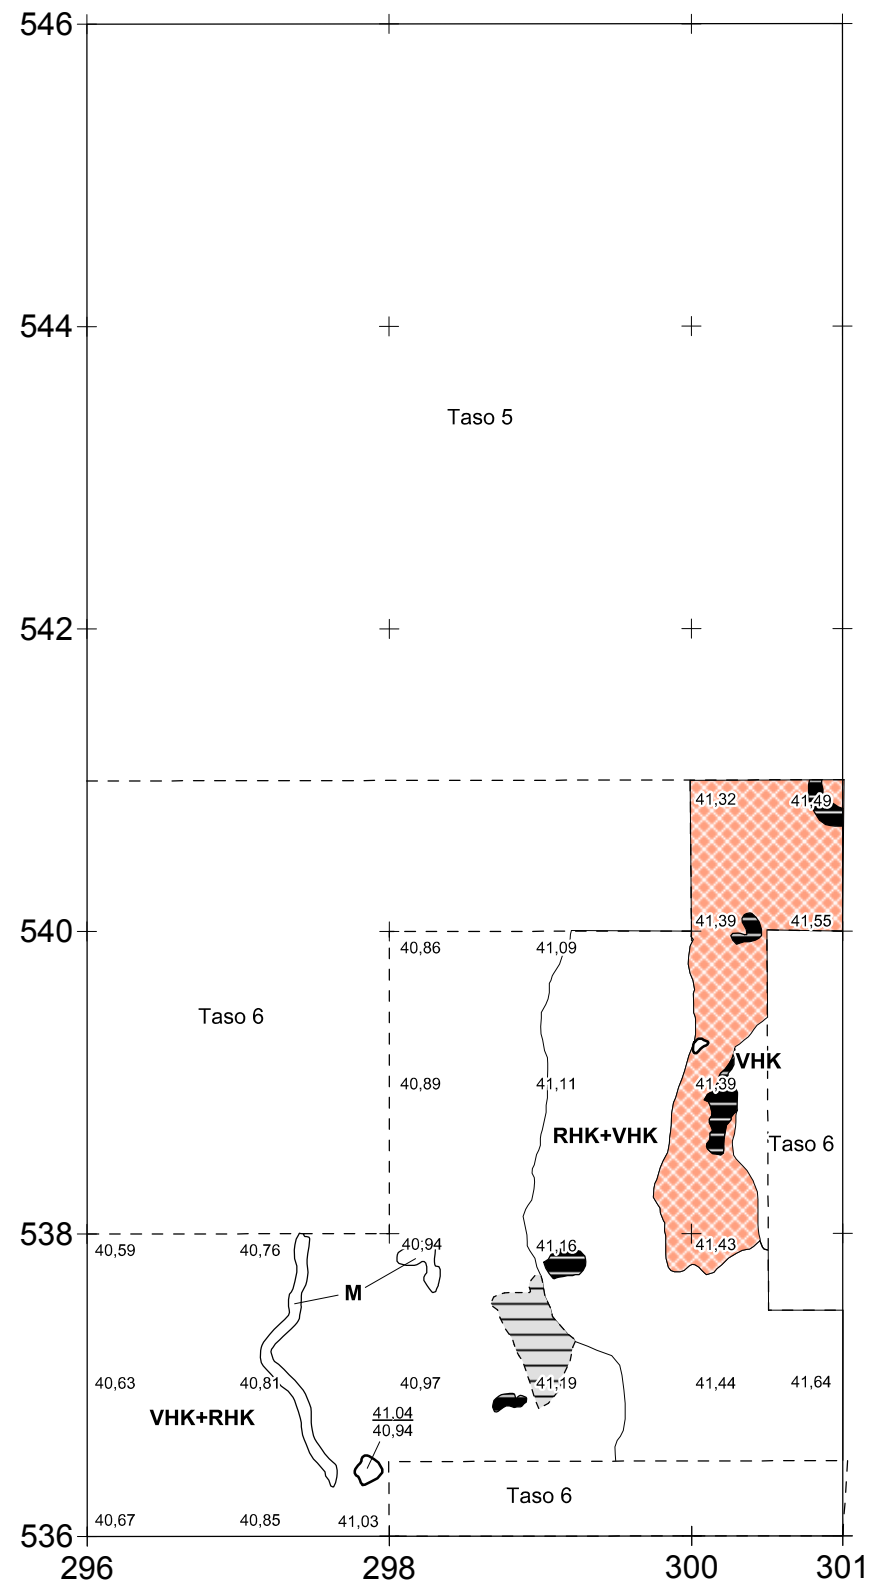 546
544
Taso 5
542
41,32 41,49
41,39 41,55
540
40,86 41,09
Taso 6
VHK
40,89 41,11 41,39
RHK+VHK
Taso 6
538
40,59 40,76 40,94 41,16 41,43
M
40,63 40,81 40,97 41,19 41,44 41,64
VHK+RHK
41.04
40,94
Taso 6
40,67 40,85 41,03
536
296 298 300 301